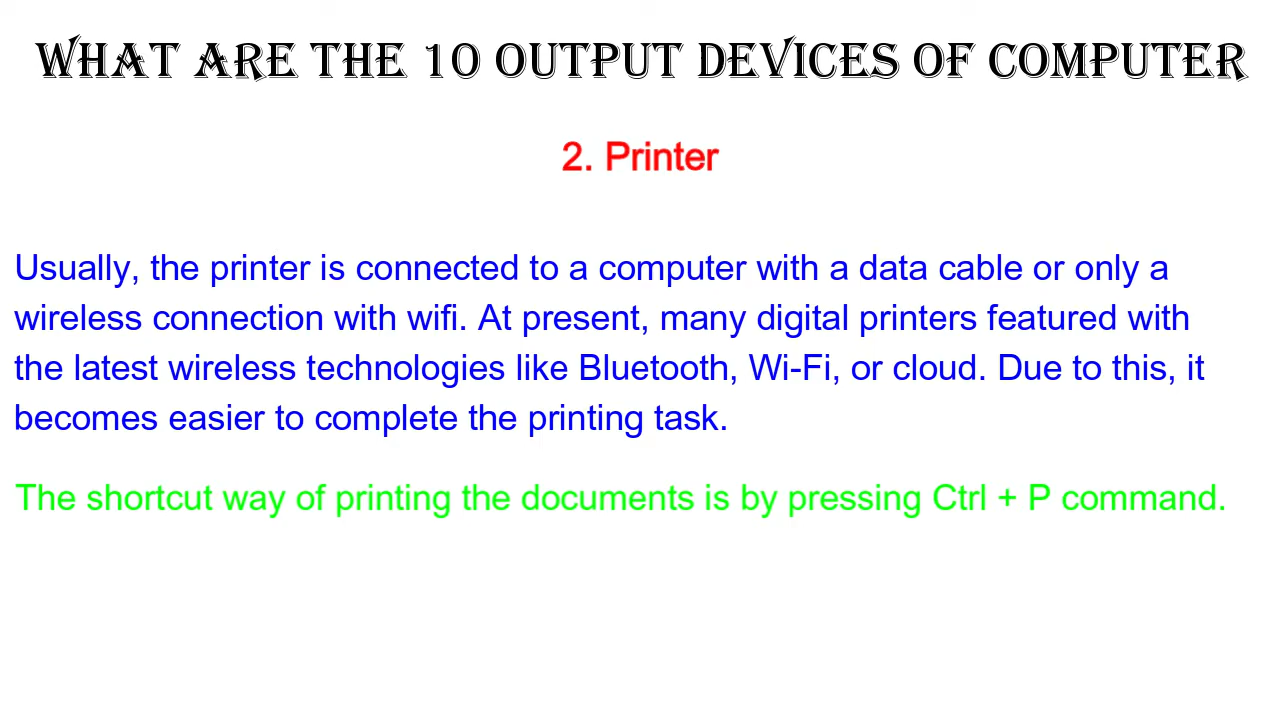 WHAT ARE THE 10 OUTPUT DEVICES OF COMPUTER
2. Printer
Usually, the printer is connected to a computer with a data cable or only a
wireless connection with wifi. At present, many digital printers featured with
the latest wireless technologies like Bluetooth, Wi-Fi, or cloud. Due to this, it
becomes easier to complete the printing task.
The shortcut way of printing the documents is by pressing Ctrl + P command.